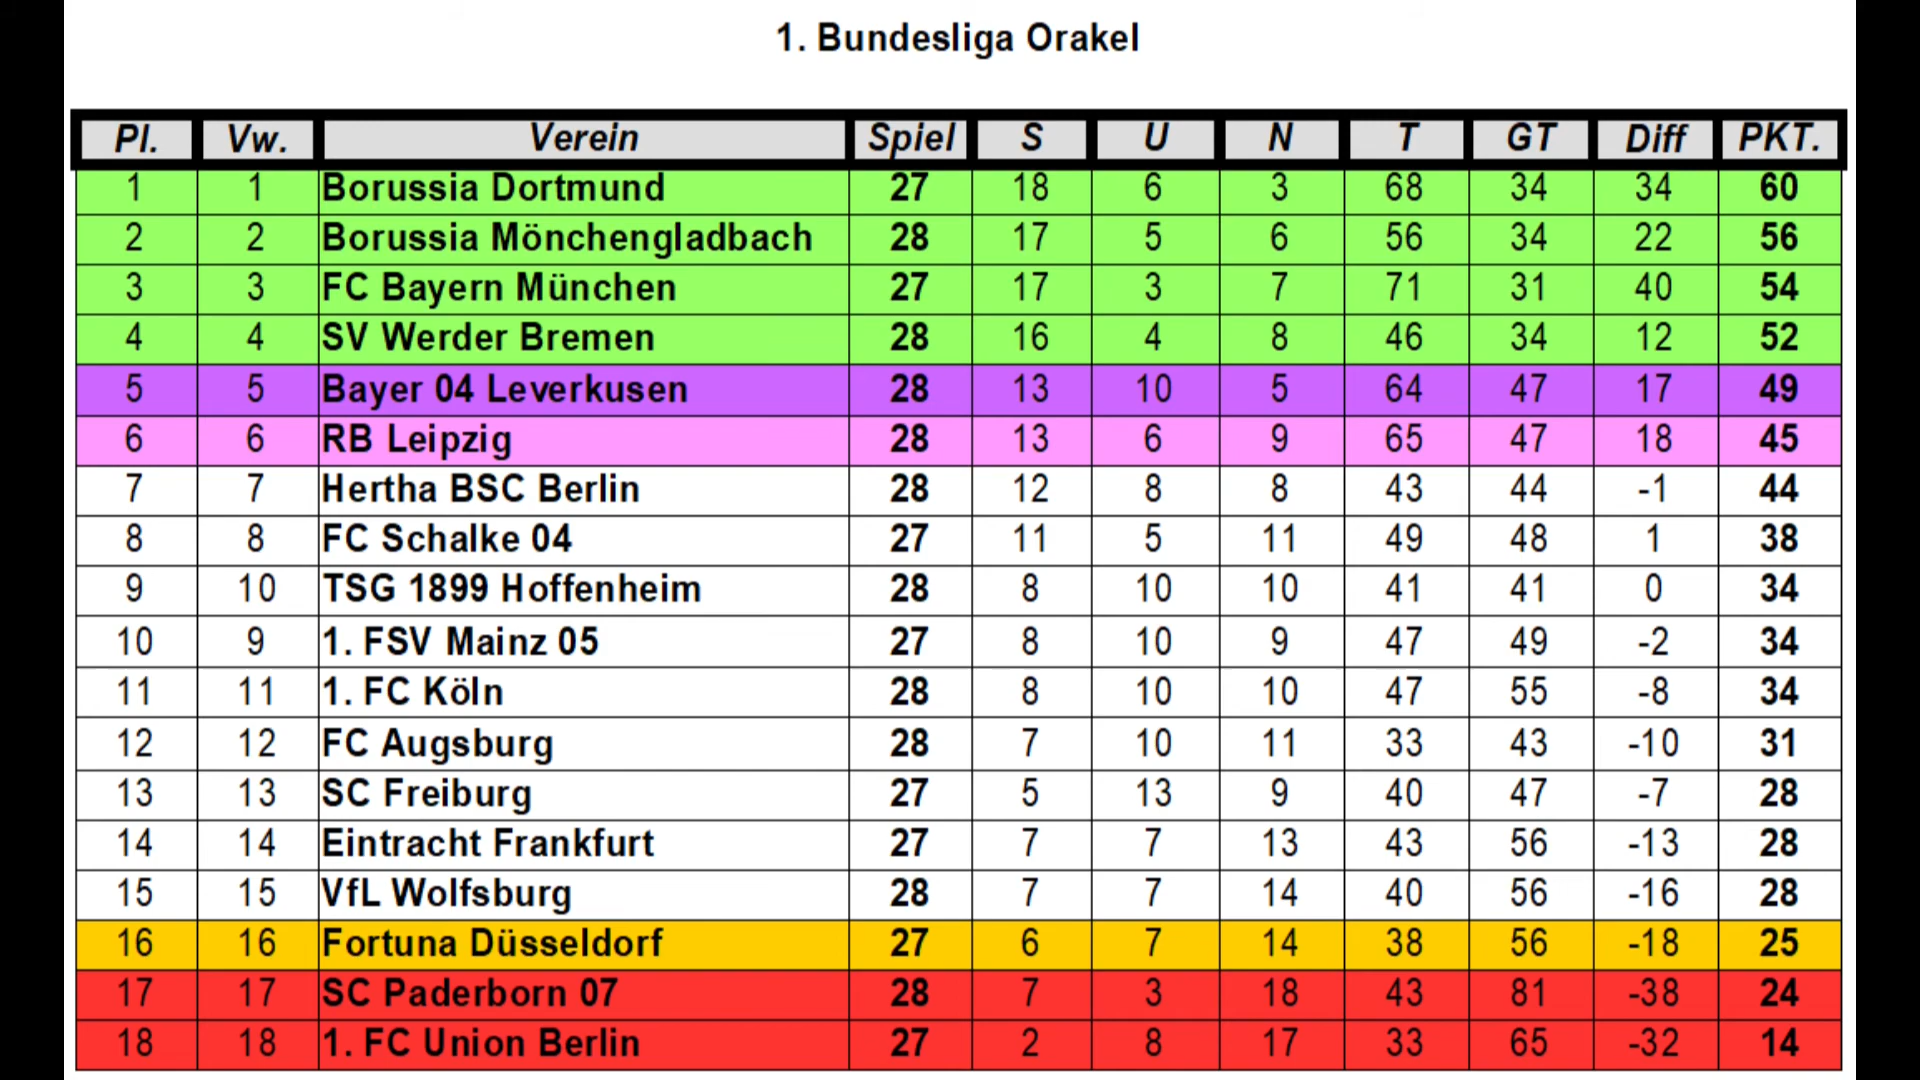 1. Bundesliga Orakel
Pl. Vw. Verein Spiel S U N T GT Diff PKT.
1 1 Borussia Dortmund 27 18 6 3 68 34 34 60
2 2 Borussia Mönchengladbach 28 17 5 6 56 34 22 56
3 3 FC Bayern München 27 17 3 7 71 31 40 54
4 4 SV Werder Bremen 28 16 4 8 46 34 12 52
5 5 Bayer 04 Leverkusen 28 13 10 5 64 47 17 49
6 6 RB Leipzig 28 13 6 9 65 47 18 45
7 7 Hertha BSC Berlin 28 12 8 8 43 44 -1 44
8 8 FC Schalke 04 27 11 5 11 49 48 1 38
9 10 TSG 1899 Hoffenheim 28 8 10 10 41 41 0 34
10 9 1. FSV Mainz 05 27 8 10 9 47 49 -2 34
11 11 1. FC Köln 28 8 10 10 47 55 -8 34
12 12 FC Augsburg 28 7 10 11 33 43 -10 31
13 13 SC Freiburg 27 5 13 9 40 47 -7 28
14 14 Eintracht Frankfurt 27 7 7 13 43 56 -13 28
15 15 VfL Wolfsburg 28 7 7 14 40 56 -16 28
16 16 Fortuna Düsseldorf 27 6 7 14 38 56 -18 25
17 17 SC Paderborn 07 28 7 3 18 43 81 -38 24
18 18 1. FC Union Berlin 27 2 8 17 33 65 -32 14